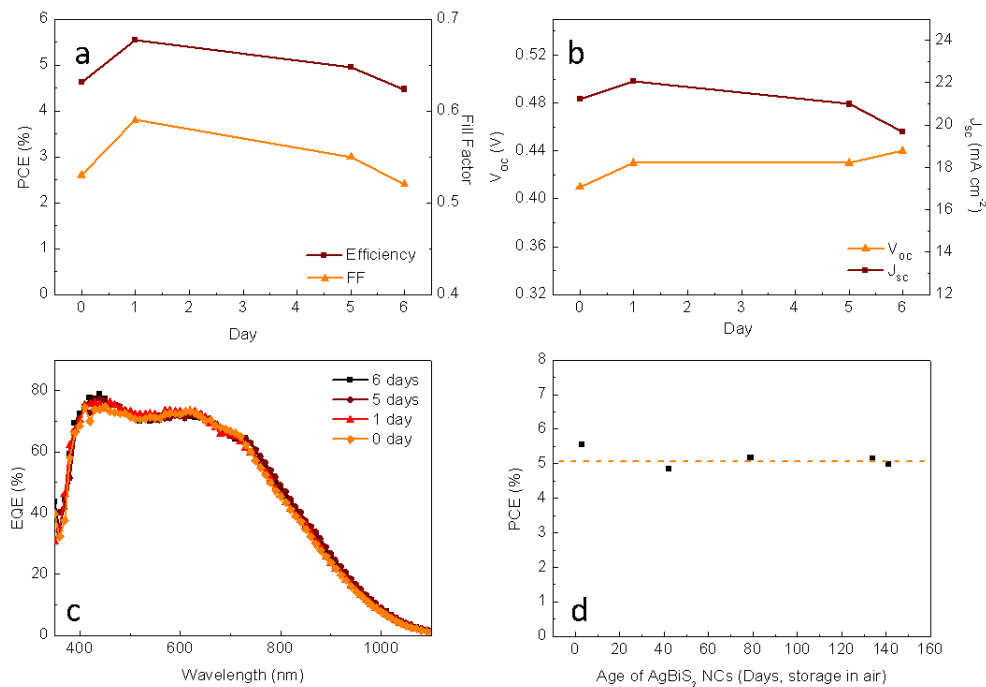 a
PCE (%)
6
5
4
3
2
1
0
0.7
0.6
0.5
0.4
Fill Factor
Efficiency
FF
0 1 2 3 4 5 6
Day
b
V_oc (V)
0.52
0.48
0.44
0.40
0.36
0.32
24
22
20
18
16
14
12
J_sc (mA cm⁻²)
V_oc
J_sc
0 1 2 3 4 5 6
Day
c
EQE (%)
80
60
40
20
0
6 days
5 days
1 day
0 day
400 600 800 1000
Wavelength (nm)
d
PCE (%)
8
7
6
5
4
3
2
1
0
0 20 40 60 80 100 120 140 160
Age of AgBiS₂ NCs (Days, storage in air)